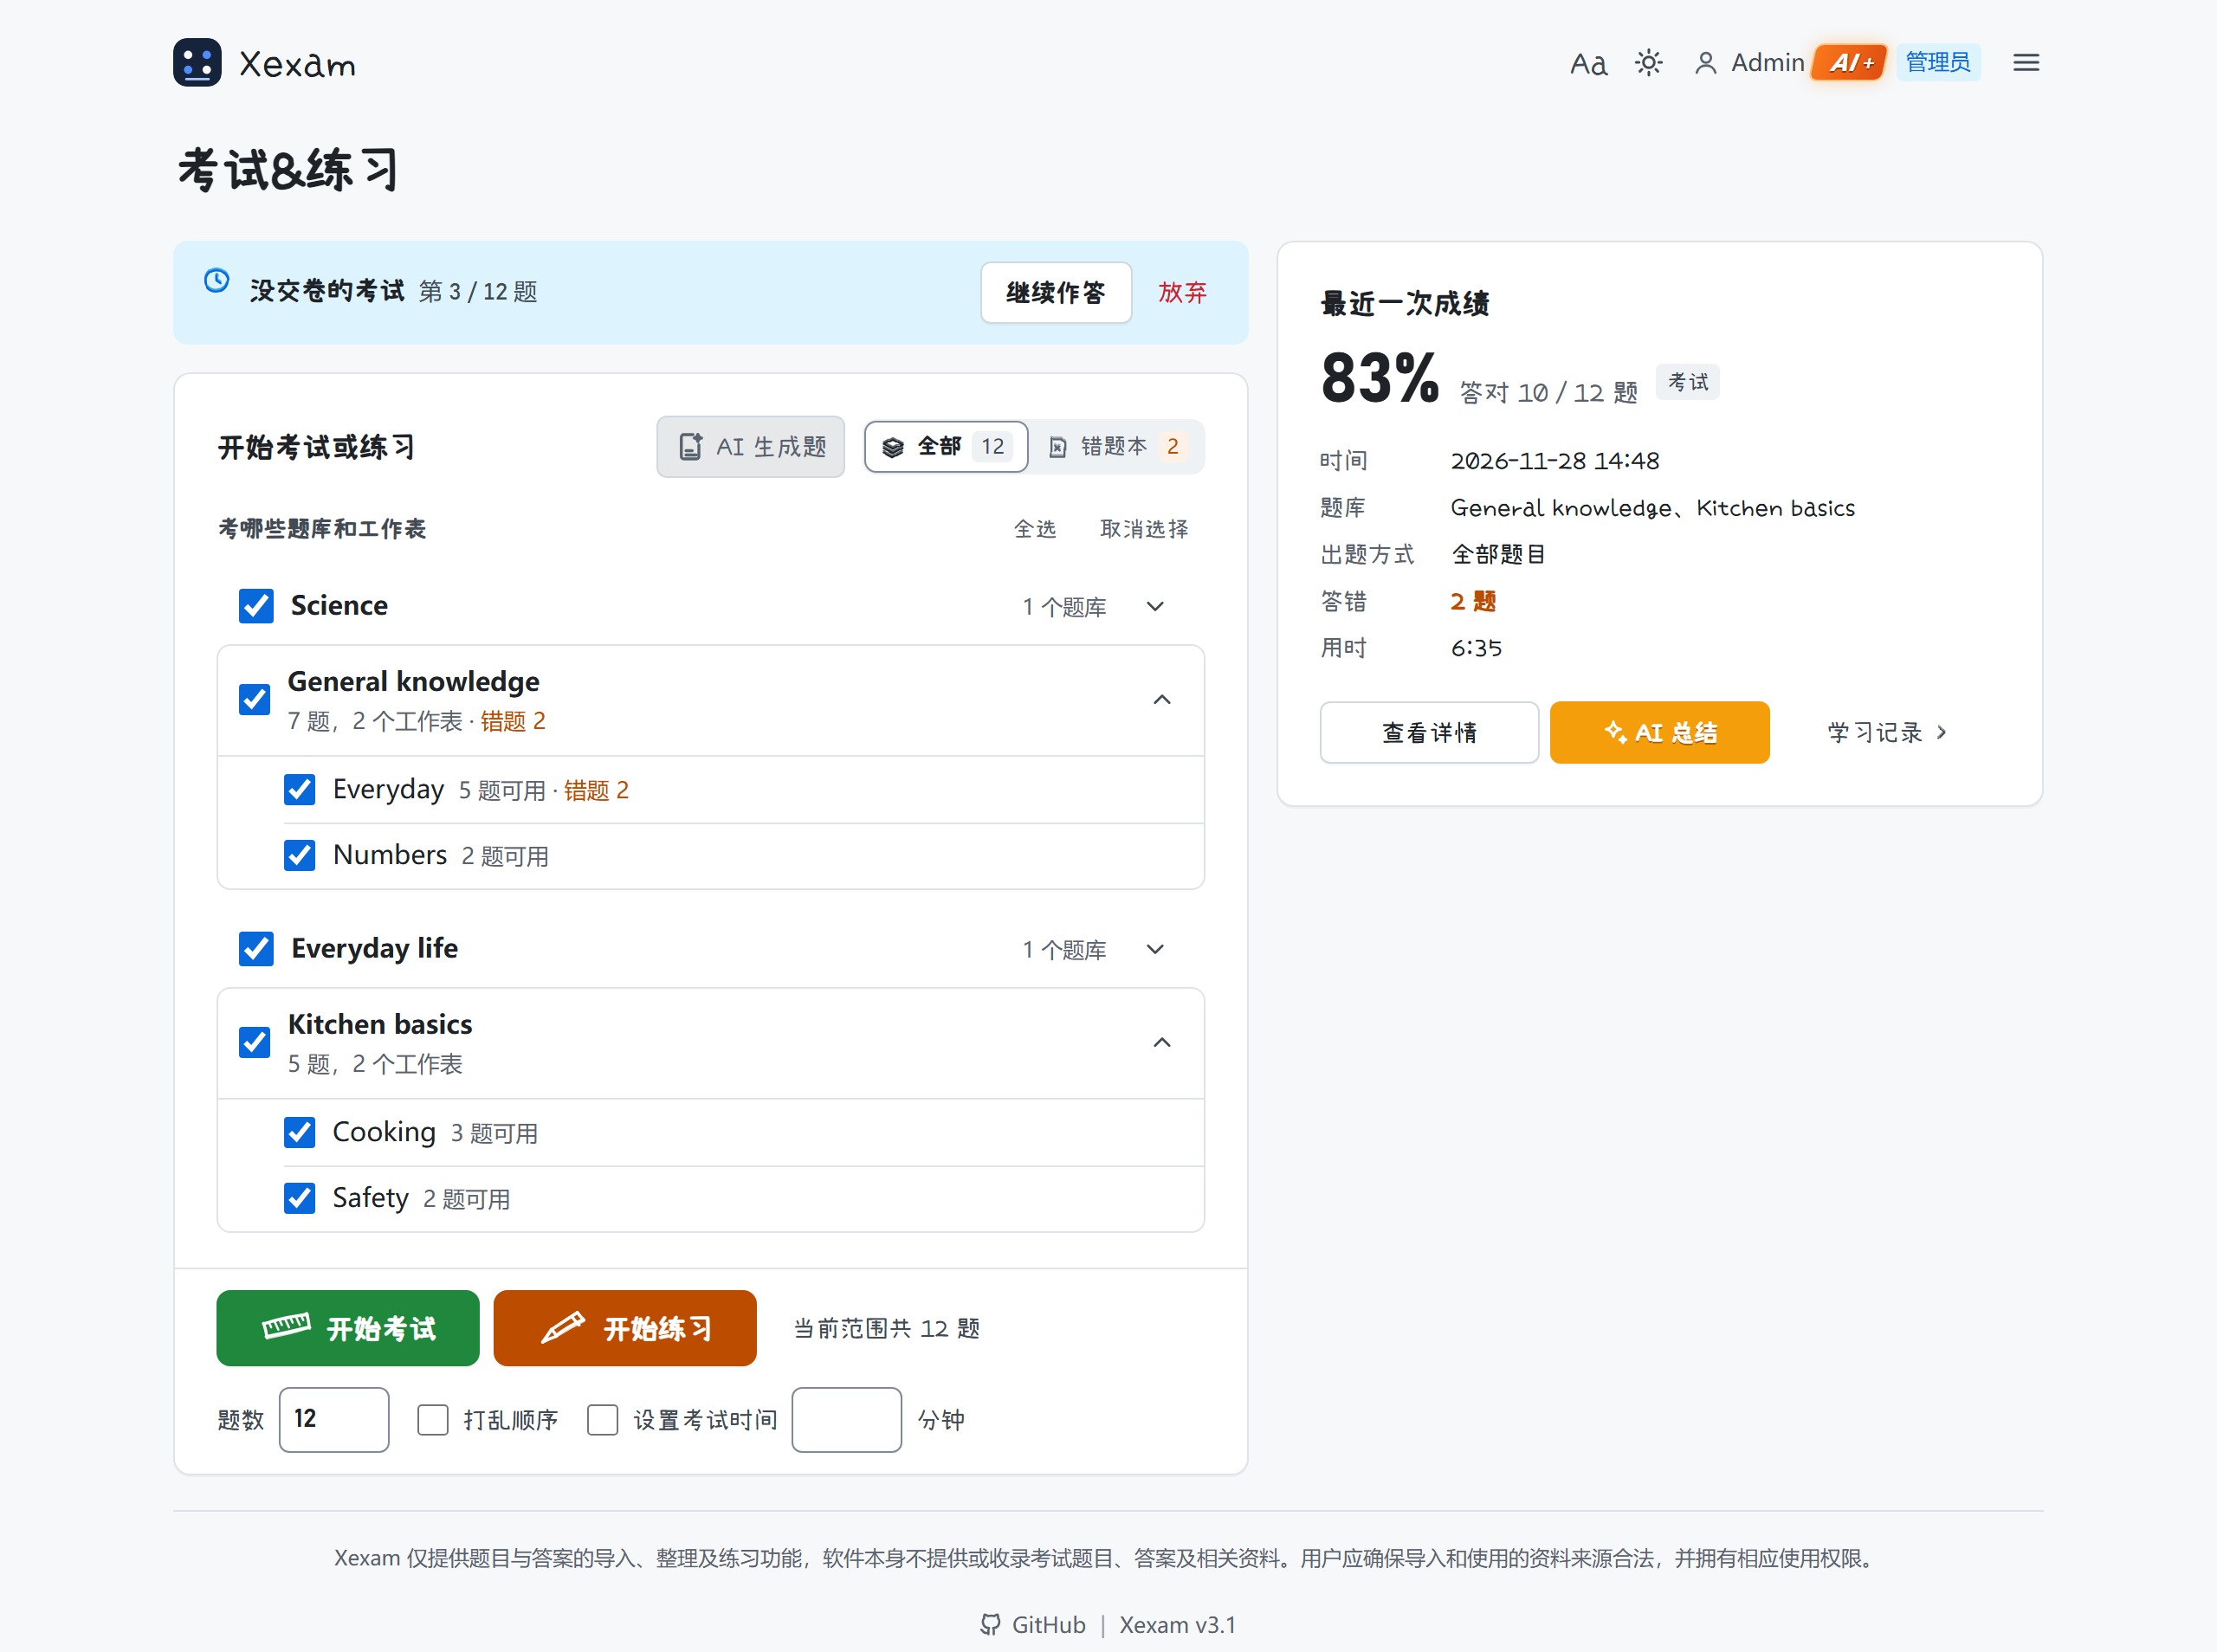 Xexam
Aa Admin AI+ 管理员
考试&练习
没交卷的考试 第 3 / 12 题 继续作答 放弃
开始考试或练习 AI 生成题 全部 12 错题本 2
考哪些题库和工作表 全选 取消选择
Science 1 个题库
General knowledge
7 题，2 个工作表 · 错题 2
Everyday 5 题可用 · 错题 2
Numbers 2 题可用
Everyday life 1 个题库
Kitchen basics
5 题，2 个工作表
Cooking 3 题可用
Safety 2 题可用
开始考试 开始练习 当前范围共 12 题
题数 12 打乱顺序 设置考试时间 分钟
最近一次成绩
83% 答对 10 / 12 题 考试
时间 2026-11-28 14:48
题库 General knowledge、Kitchen basics
出题方式 全部题目
答错 2 题
用时 6:35
查看详情 AI 总结 学习记录
Xexam 仅提供题目与答案的导入、整理及练习功能，软件本身不提供或收录考试题目、答案及相关资料。用户应确保导入和使用的资料来源合法，并拥有相应使用权限。
GitHub | Xexam v3.1